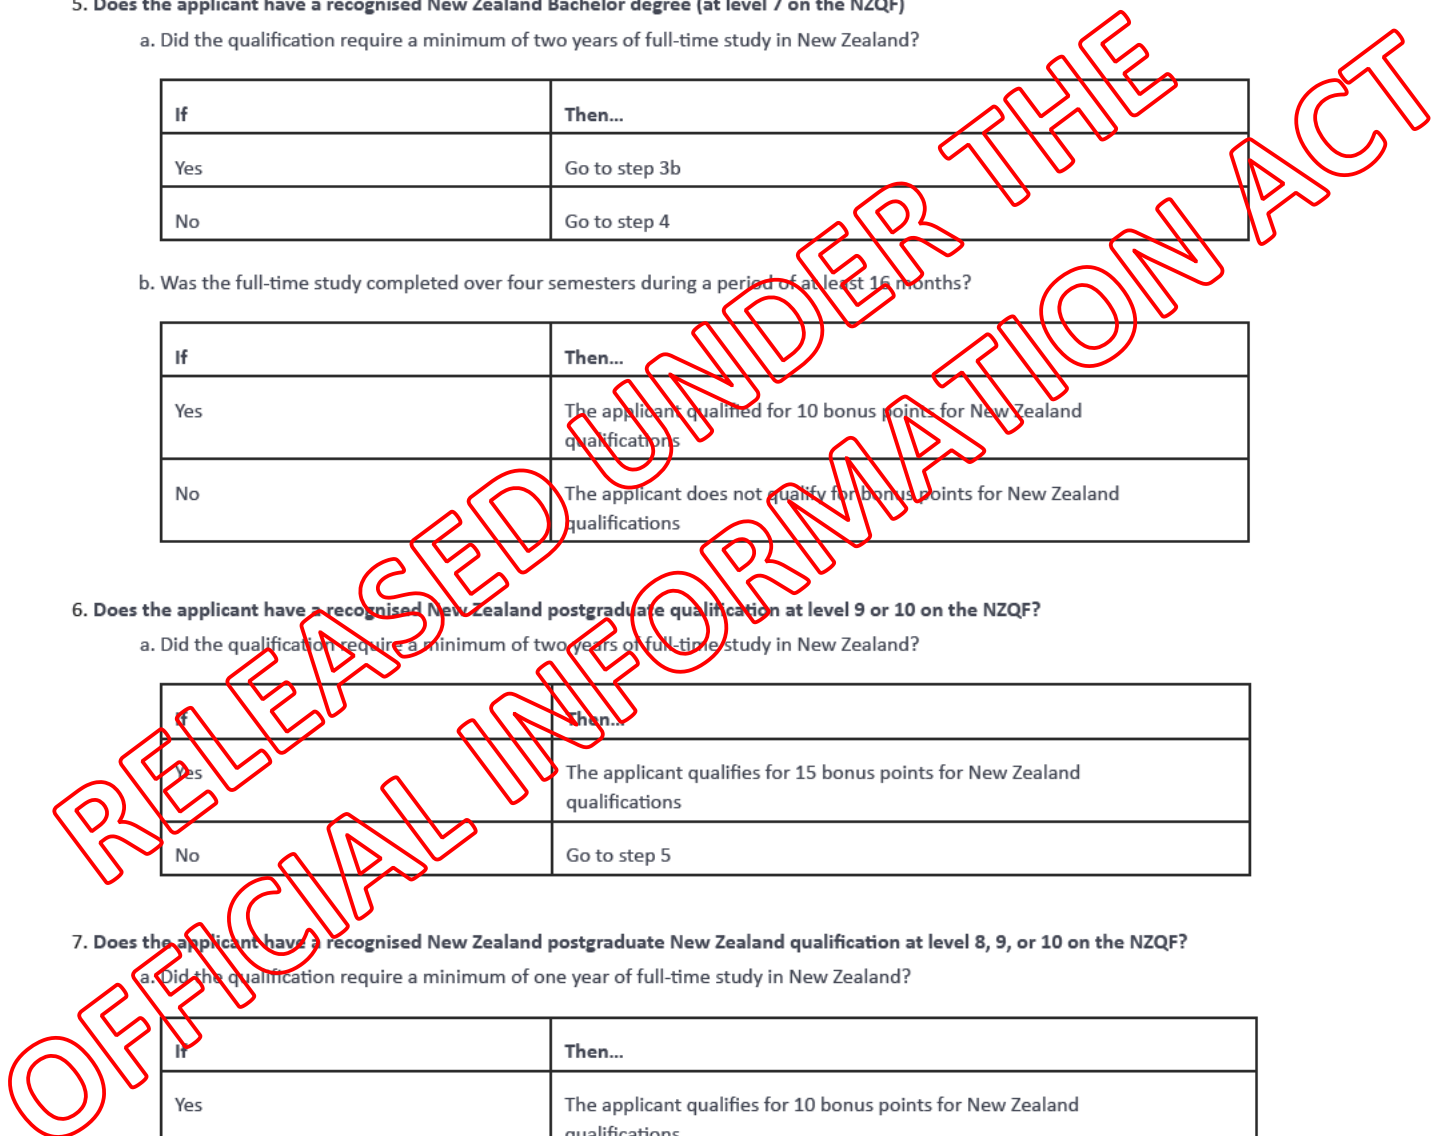 5. Does the applicant have a recognised New Zealand Bachelor degree (at level 7 on the NZQF)
a. Did the qualification require a minimum of two years of full-time study in New Zealand?
If Then...
Yes Go to step 3b
No Go to step 4
b. Was the full-time study completed over four semesters during a period of at least 16 months?
If Then...
Yes The applicant qualified for 10 bonus points for New Zealand
qualifications
No The applicant does not qualify for bonus points for New Zealand
qualifications
6. Does the applicant have a recognised New Zealand postgraduate qualification at level 9 or 10 on the NZQF?
a. Did the qualification require a minimum of two years of full-time study in New Zealand?
If Then...
Yes The applicant qualifies for 15 bonus points for New Zealand
qualifications
No Go to step 5
7. Does the applicant have a recognised New Zealand postgraduate New Zealand qualification at level 8, 9, or 10 on the NZQF?
a. Did the qualification require a minimum of one year of full-time study in New Zealand?
If Then...
Yes The applicant qualifies for 10 bonus points for New Zealand
qualifications
RELEASED UNDER THE
OFFICIAL INFORMATION ACT